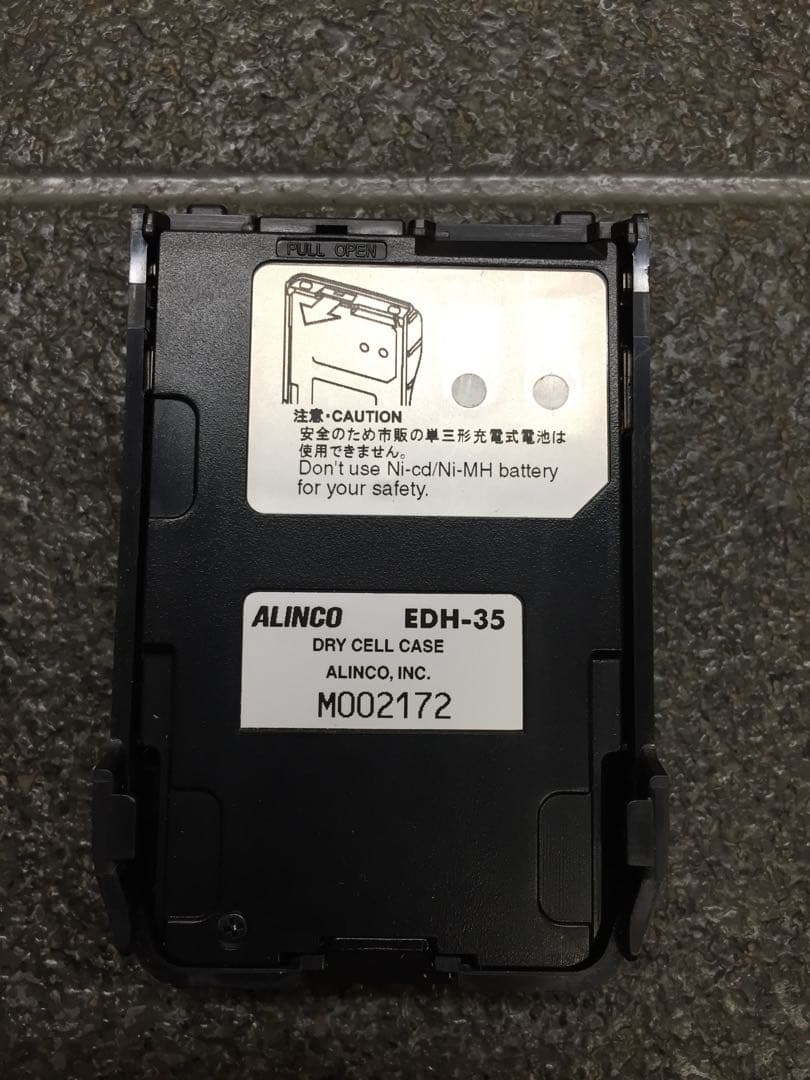 PULL OPEN
注意・CAUTION
安全のため市販の単三形充電式電池は
使用できません。
Don't use Ni-cd/Ni-MH battery
for your safety.
ALINCO EDH-35
DRY CELL CASE
ALINCO, INC.
M002172